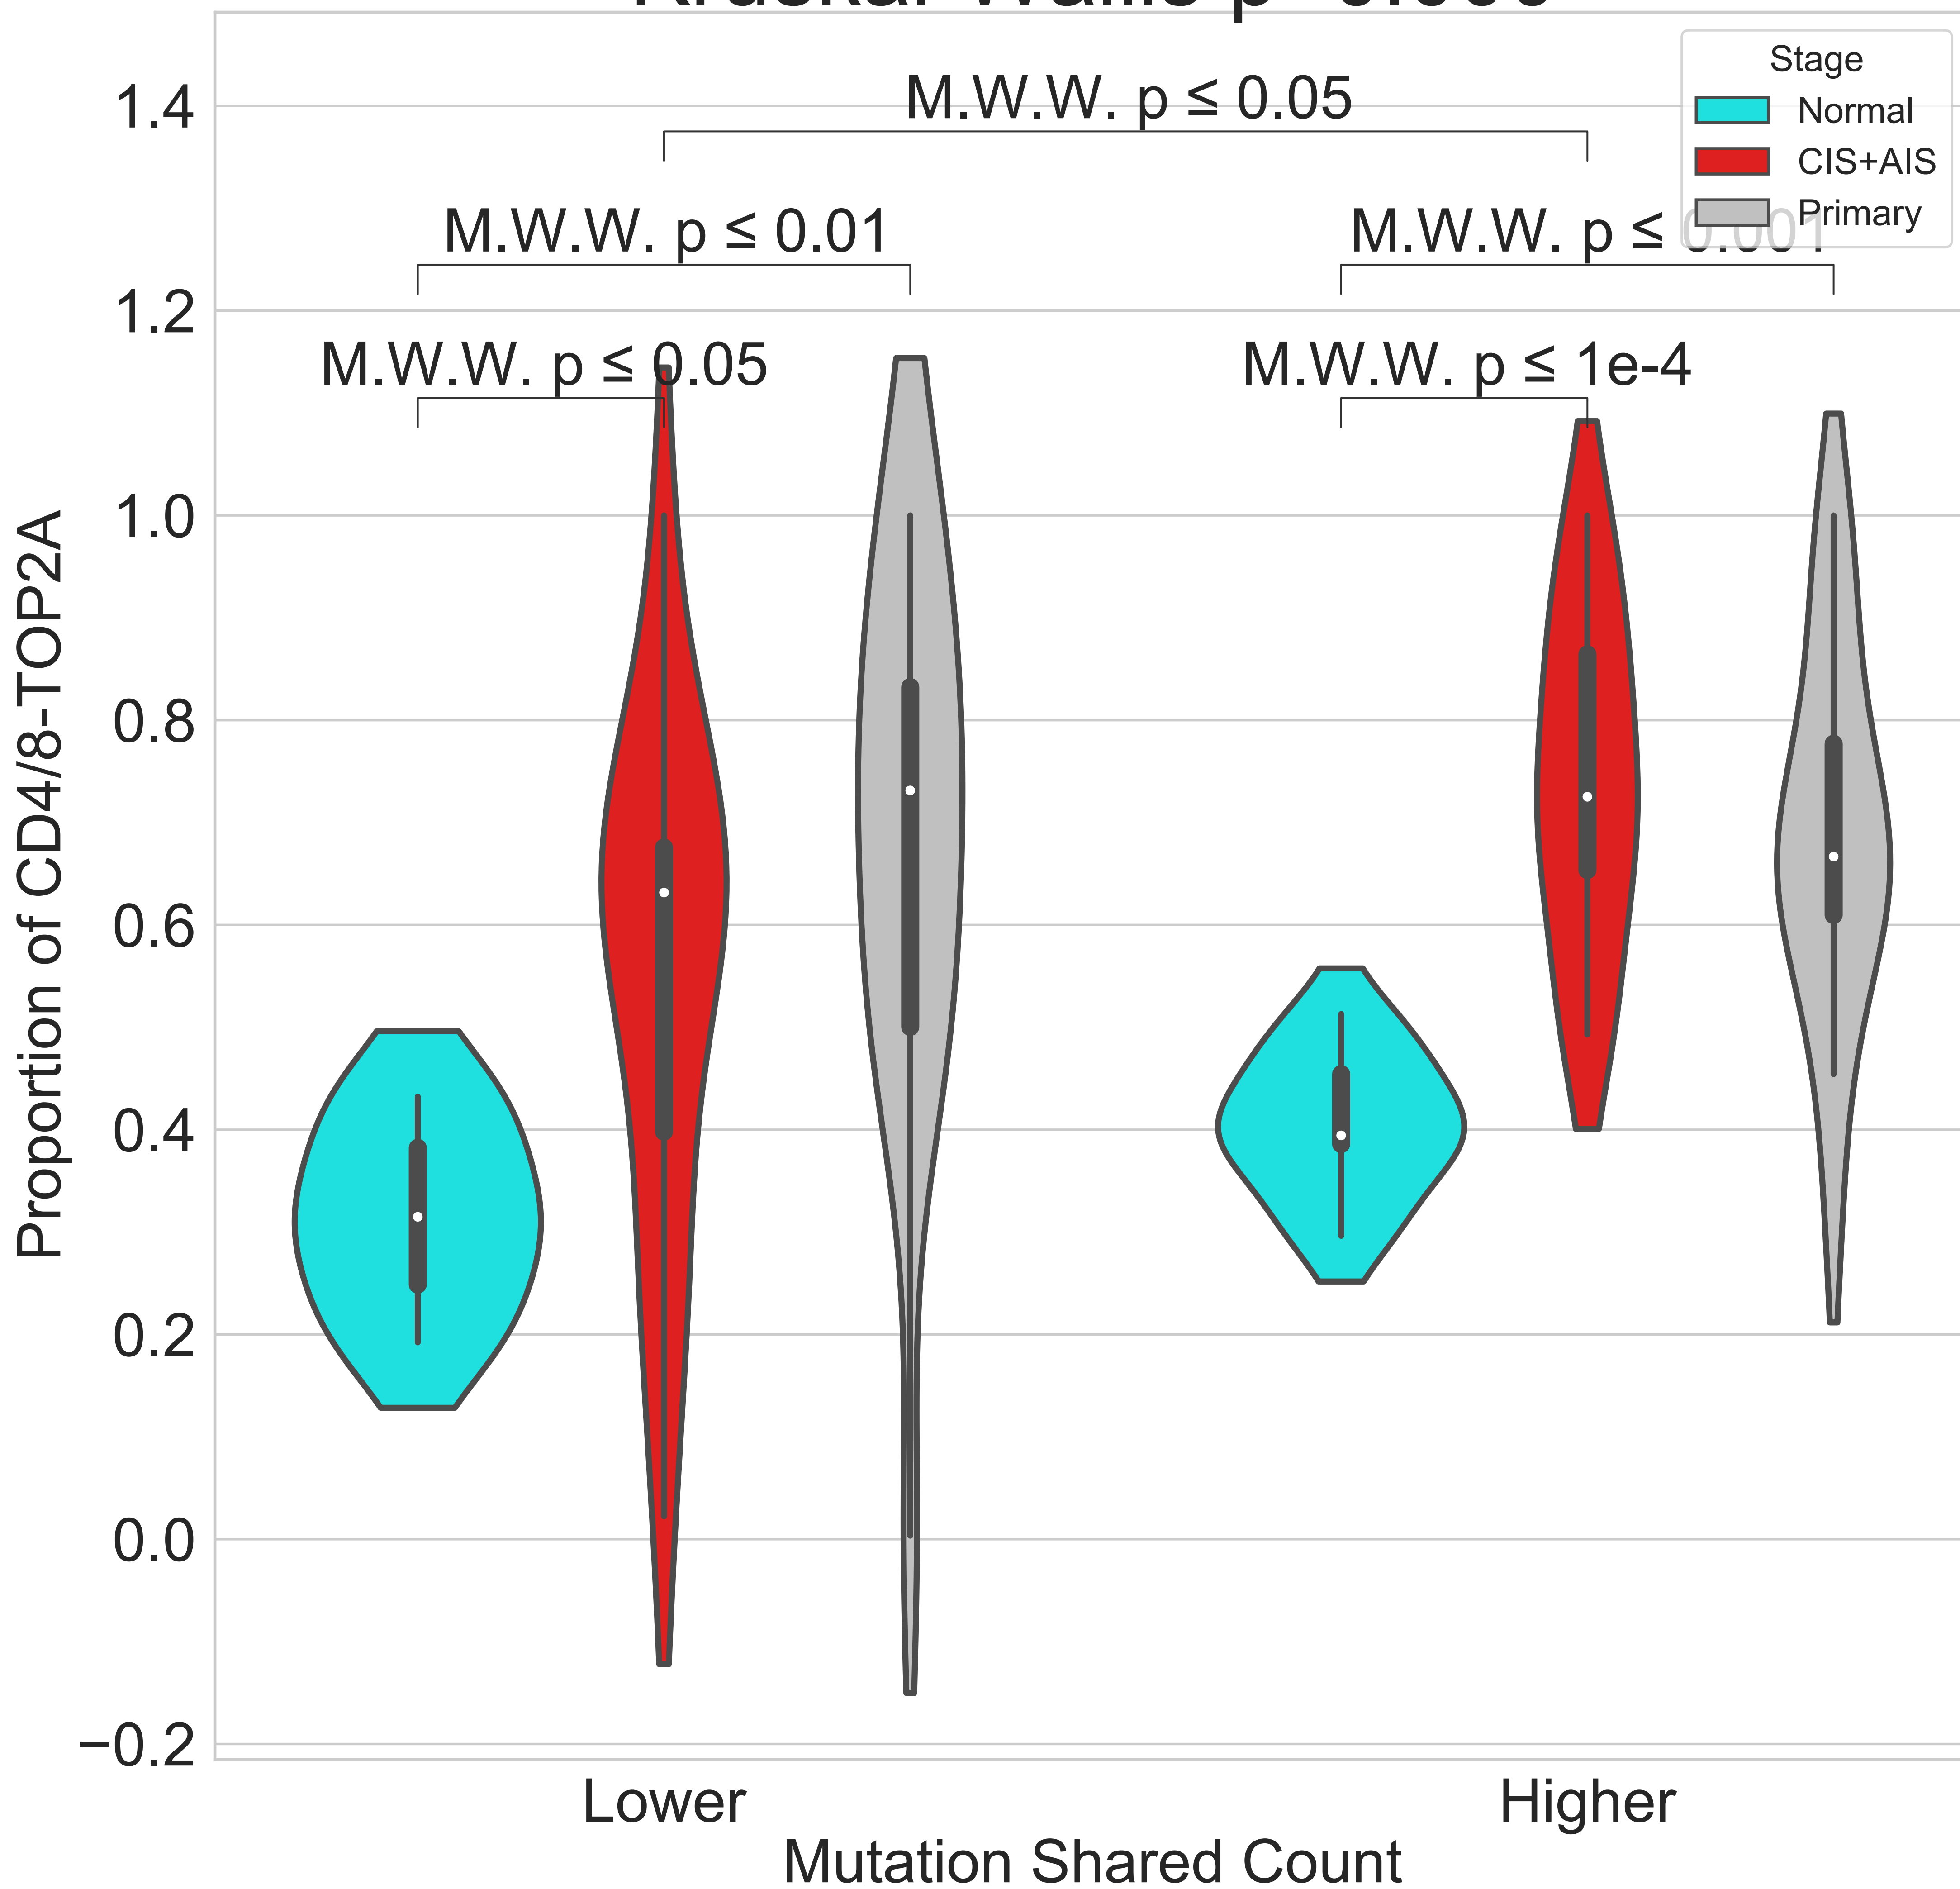 Stage
Normal
CIS+AIS
Primary
M.W.W. p ≤ 0.05
M.W.W. p ≤ 0.01
M.W.W. p ≤ 0.001
M.W.W. p ≤ 0.05
M.W.W. p ≤ 1e-4
1.4
1.2
1.0
0.8
0.6
0.4
0.2
0.0
−0.2
Proportion of CD4/8-TOP2A
Lower
Higher
Mutation Shared Count